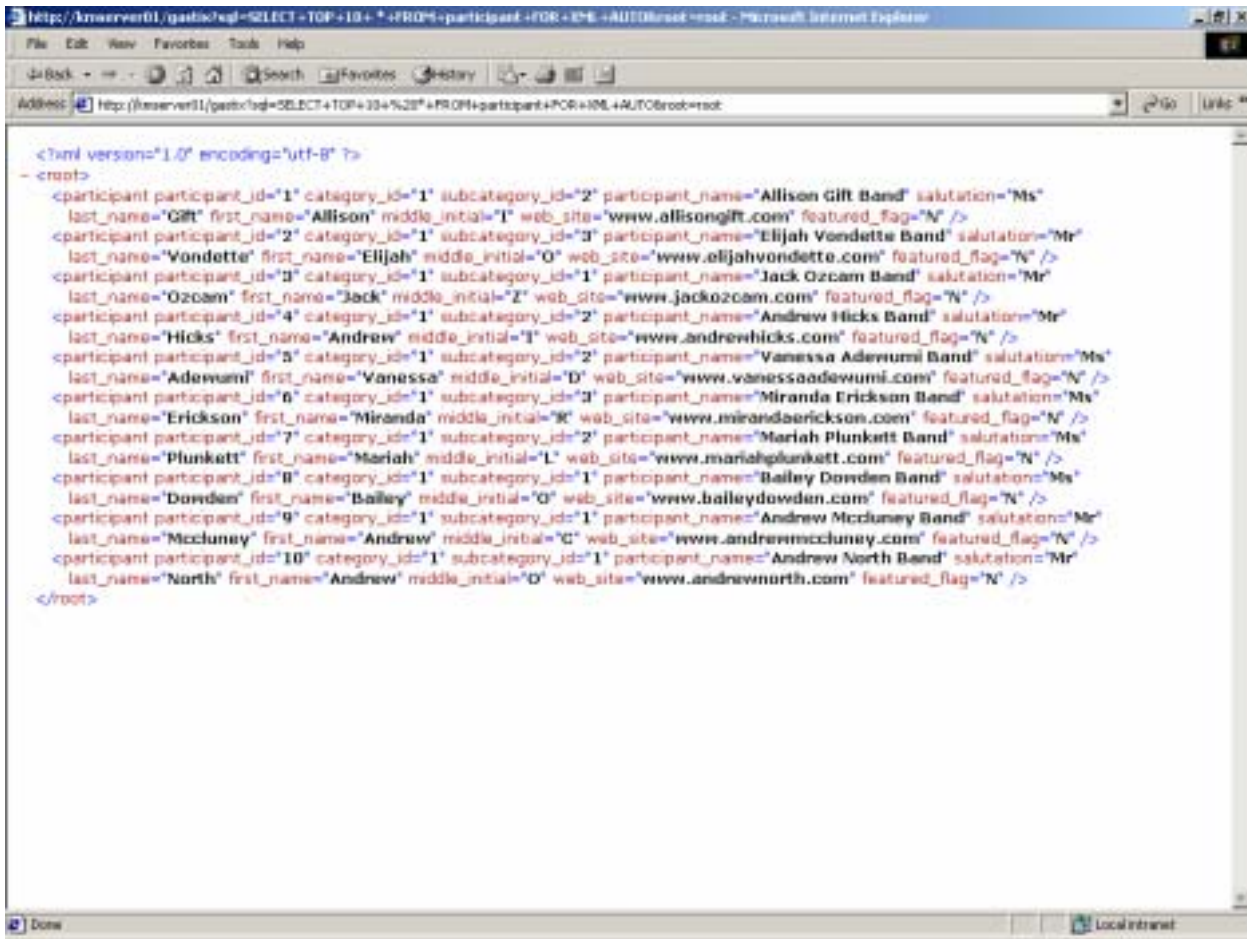 http://kmserver01/gastix?sql=SELECT+TOP+10+ *+FROM+participant+FOR+XML+AUTO&root=root - Microsoft Internet Explorer
File Edit View Favorites Tools Help
Back Search Favorites History
Address http://kmserver01/gastix?sql=SELECT+TOP+10+%20*+FROM+participant+FOR+XML+AUTO&root=root Go Links »
<?xml version="1.0" encoding="utf-8" ?>
- <root>
<participant participant_id="1" category_id="1" subcategory_id="2" participant_name="Allison Gift Band" salutation="Ms"
last_name="Gift" first_name="Allison" middle_initial="I" web_site="www.allisongift.com" featured_flag="N" />
<participant participant_id="2" category_id="1" subcategory_id="3" participant_name="Elijah Vondette Band" salutation="Mr"
last_name="Vondette" first_name="Elijah" middle_initial="O" web_site="www.elijahvondette.com" featured_flag="N" />
<participant participant_id="3" category_id="1" subcategory_id="1" participant_name="Jack Ozcam Band" salutation="Mr"
last_name="Ozcam" first_name="Jack" middle_initial="Z" web_site="www.jackozcam.com" featured_flag="N" />
<participant participant_id="4" category_id="1" subcategory_id="2" participant_name="Andrew Hicks Band" salutation="Mr"
last_name="Hicks" first_name="Andrew" middle_initial="I" web_site="www.andrewhicks.com" featured_flag="N" />
<participant participant_id="5" category_id="1" subcategory_id="2" participant_name="Vanessa Adewumi Band" salutation="Ms"
last_name="Adewumi" first_name="Vanessa" middle_initial="D" web_site="www.vanessaadewumi.com" featured_flag="N" />
<participant participant_id="6" category_id="1" subcategory_id="3" participant_name="Miranda Erickson Band" salutation="Ms"
last_name="Erickson" first_name="Miranda" middle_initial="R" web_site="www.mirandaerickson.com" featured_flag="N" />
<participant participant_id="7" category_id="1" subcategory_id="2" participant_name="Mariah Plunkett Band" salutation="Ms"
last_name="Plunkett" first_name="Mariah" middle_initial="L" web_site="www.mariahplunkett.com" featured_flag="N" />
<participant participant_id="8" category_id="1" subcategory_id="1" participant_name="Bailey Dowden Band" salutation="Ms"
last_name="Dowden" first_name="Bailey" middle_initial="O" web_site="www.baileydowden.com" featured_flag="N" />
<participant participant_id="9" category_id="1" subcategory_id="1" participant_name="Andrew Mccluney Band" salutation="Mr"
last_name="Mccluney" first_name="Andrew" middle_initial="C" web_site="www.andrewmccluney.com" featured_flag="N" />
<participant participant_id="10" category_id="1" subcategory_id="1" participant_name="Andrew North Band" salutation="Mr"
last_name="North" first_name="Andrew" middle_initial="O" web_site="www.andrewnorth.com" featured_flag="N" />
</root>
Done Local intranet